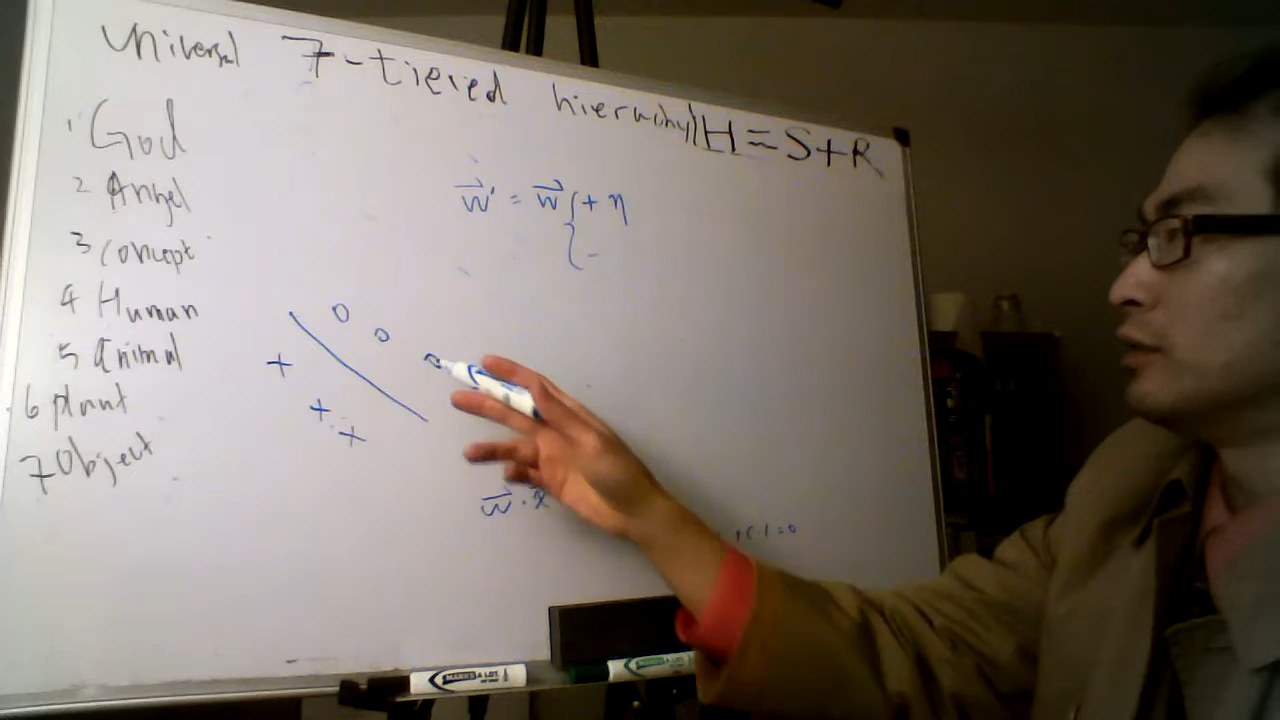 Universal 7-tiered hierarchy H = S+R
1 God
2 Angel
3 concept
4 Human
5 Animal
6 plant
7 Object
w' = w { + η
-
o o o
+ + +
w · x
MARKS A LOT